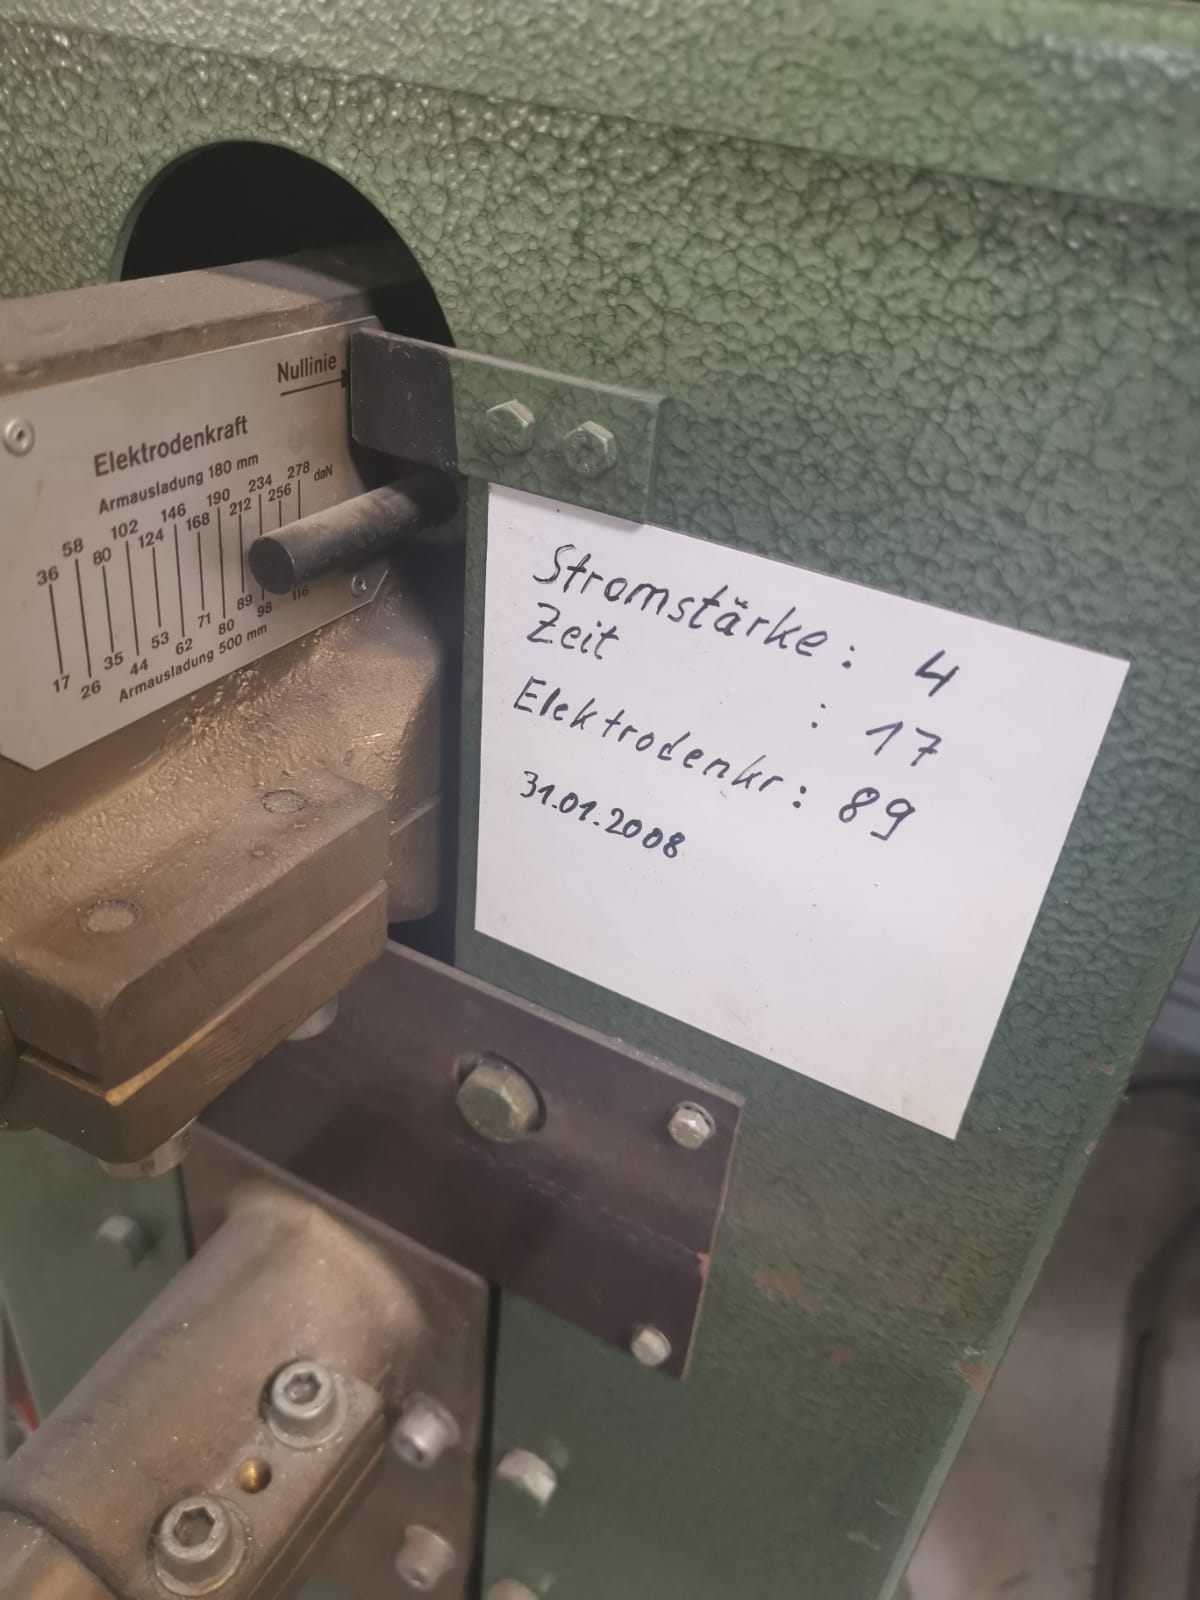 Nullinie
Elektrodenkraft
Armausladung 180 mm
36 58 80 102 124 146 168 190 212 234 256 278 daN
17 26 35 44 53 62 71 80 89 98 116
Armausladung 500 mm
Stromstärke: 4
Zeit : 17
Elektrodenkr: 89
31.01.2008